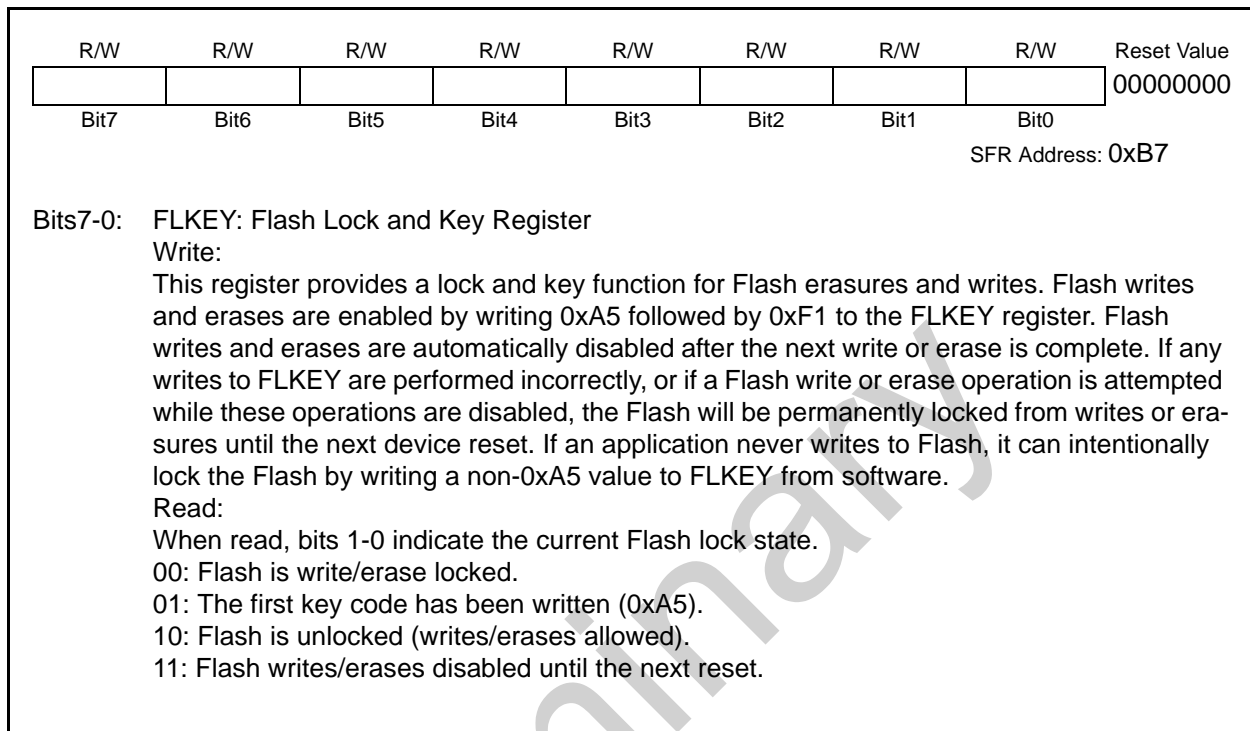 R/W R/W R/W R/W R/W R/W R/W R/W Reset Value
00000000
Bit7 Bit6 Bit5 Bit4 Bit3 Bit2 Bit1 Bit0
SFR Address: 0xB7
Bits7-0: FLKEY: Flash Lock and Key Register
Write:
This register provides a lock and key function for Flash erasures and writes. Flash writes
and erases are enabled by writing 0xA5 followed by 0xF1 to the FLKEY register. Flash
writes and erases are automatically disabled after the next write or erase is complete. If any
writes to FLKEY are performed incorrectly, or if a Flash write or erase operation is attempted
while these operations are disabled, the Flash will be permanently locked from writes or era-
sures until the next device reset. If an application never writes to Flash, it can intentionally
lock the Flash by writing a non-0xA5 value to FLKEY from software.
Read:
When read, bits 1-0 indicate the current Flash lock state.
00: Flash is write/erase locked.
01: The first key code has been written (0xA5).
10: Flash is unlocked (writes/erases allowed).
11: Flash writes/erases disabled until the next reset.
inary